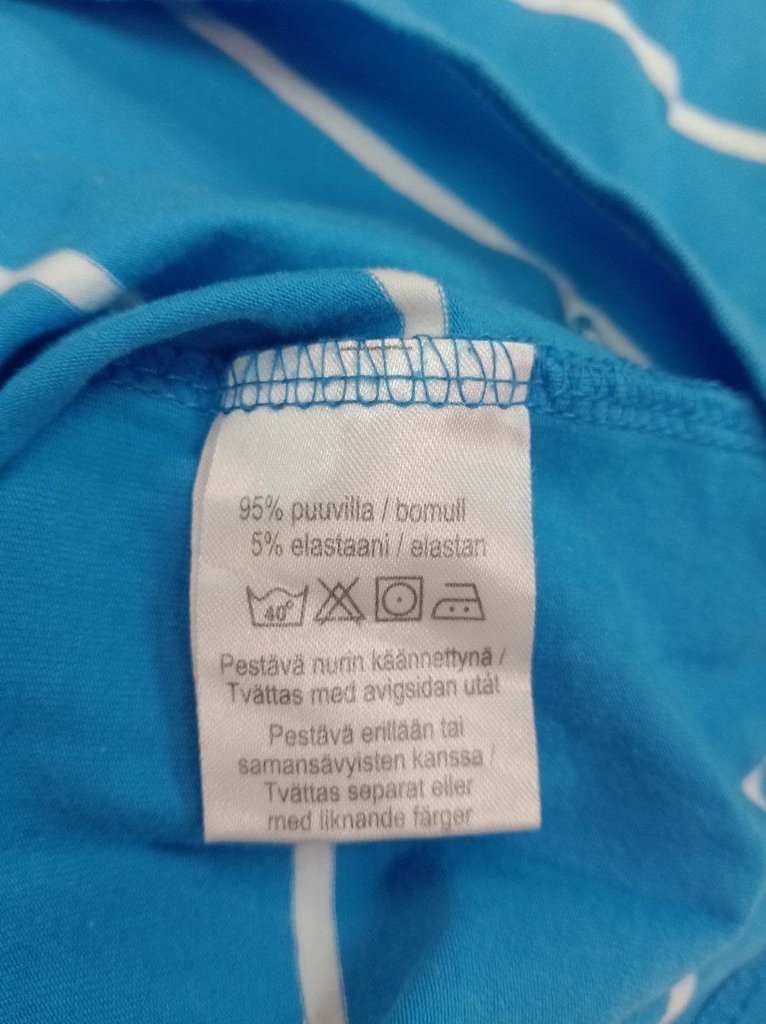 95% puuvilla / bomull
5% elastaani / elastan
40°
Pestävä nurin käännettynä /
Tvättas med avigsidan utåt
Pestävä erillään tai
samansävyisten kanssa /
Tvättas separat eller
med liknande färger